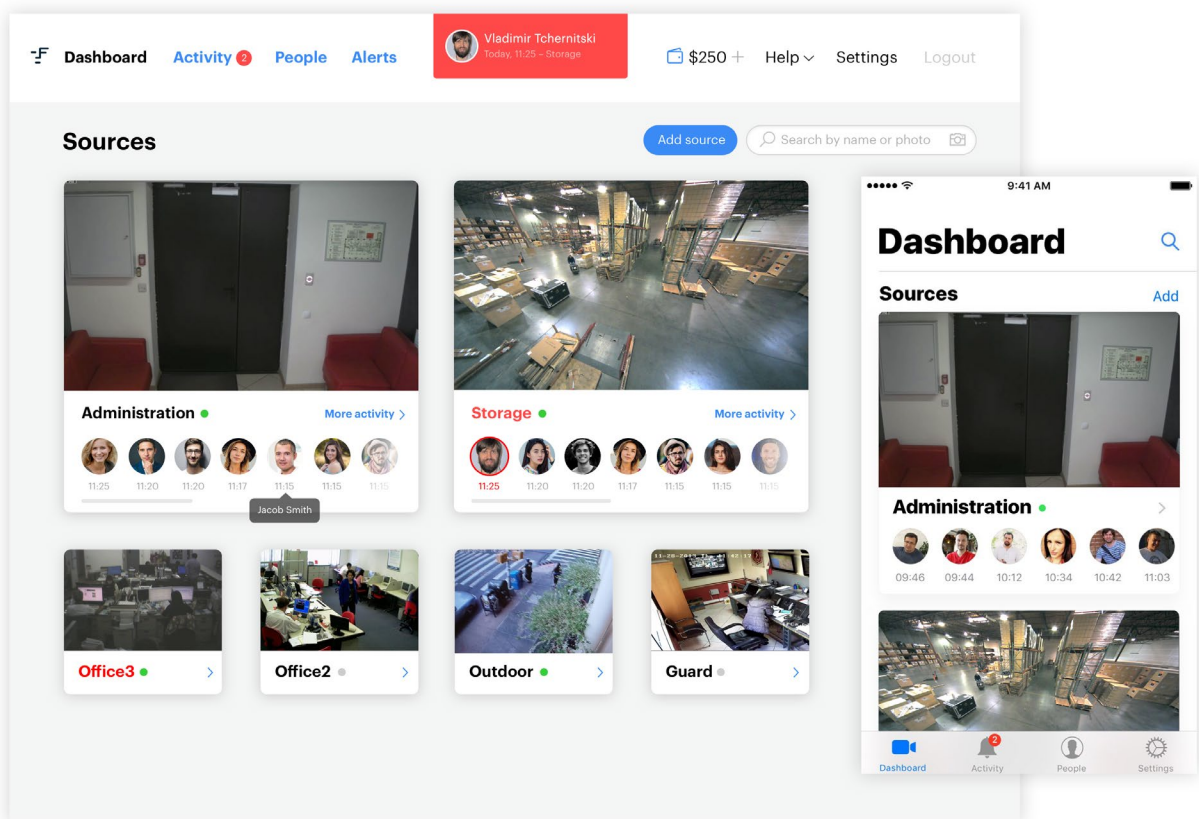 Dashboard
Activity 2
People
Alerts
Vladimir Tchernitski
Today, 11:25 – Storage
$250 +
Help
Settings
Logout
Sources
Add source
Search by name or photo
Administration
More activity
11:25 11:20 11:20 11:17 11:15 11:15 11:15
Jacob Smith
Storage
More activity
11:25 11:20 11:20 11:17 11:15 11:15 11:15
Office3
Office2
Outdoor
Guard
9:41 AM
Dashboard
Sources
Add
Administration
09:46 09:44 10:12 10:34 10:42 11:03
2
Dashboard
Activity
People
Settings